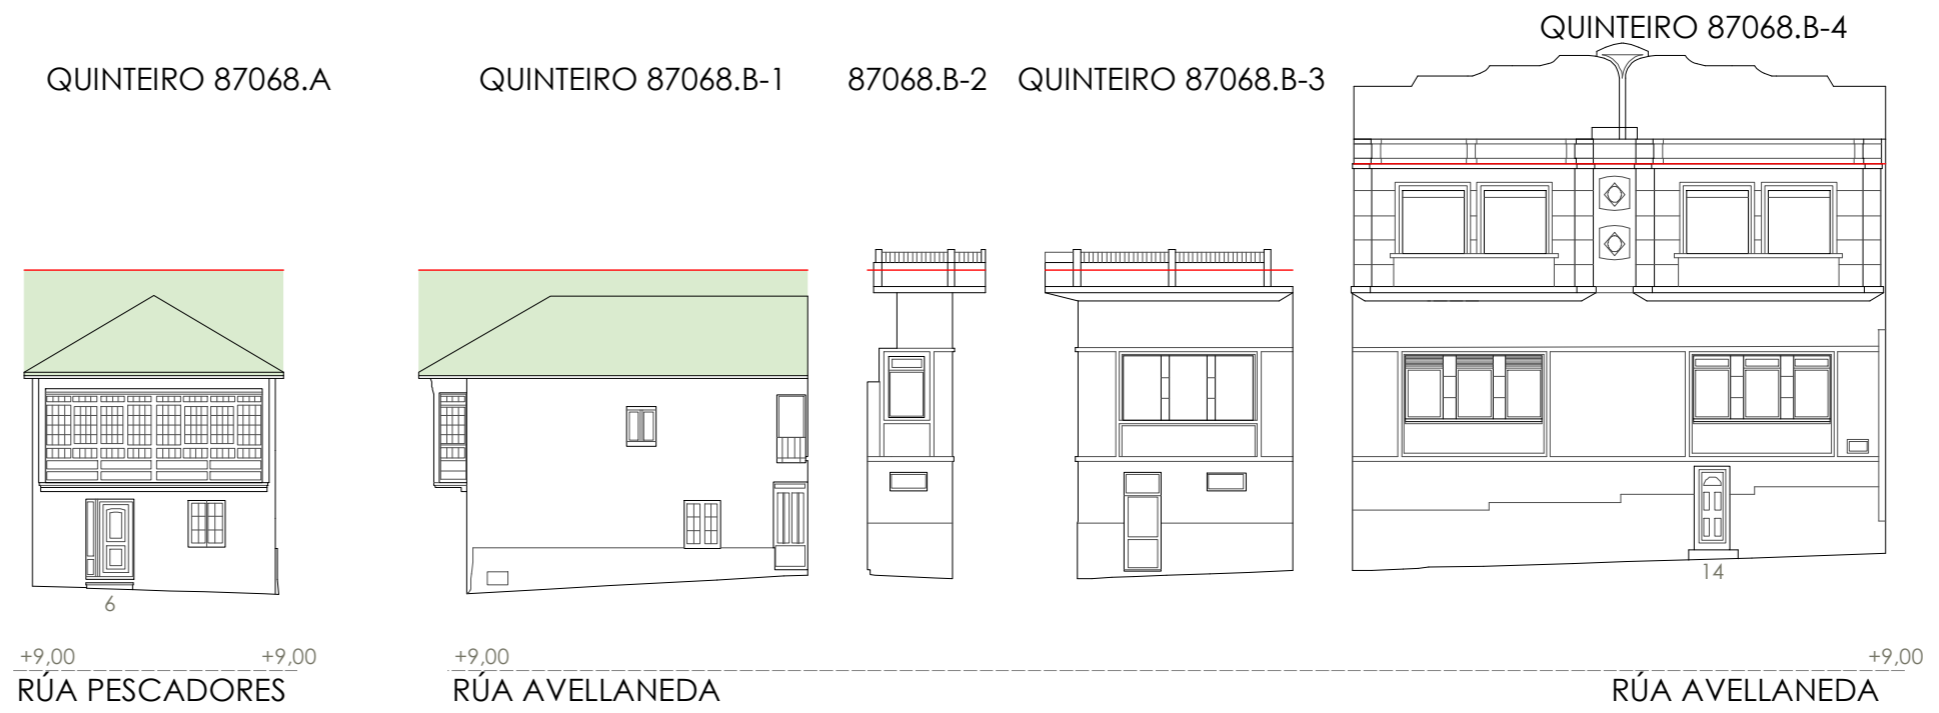 QUINTEIRO 87068.B-4
QUINTEIRO 87068.A
QUINTEIRO 87068.B-1
87068.B-2
QUINTEIRO 87068.B-3
14
6
+9,00
+9,00
+9,00
+9,00
RÚA PESCADORES
RÚA AVELLANEDA
RÚA AVELLANEDA